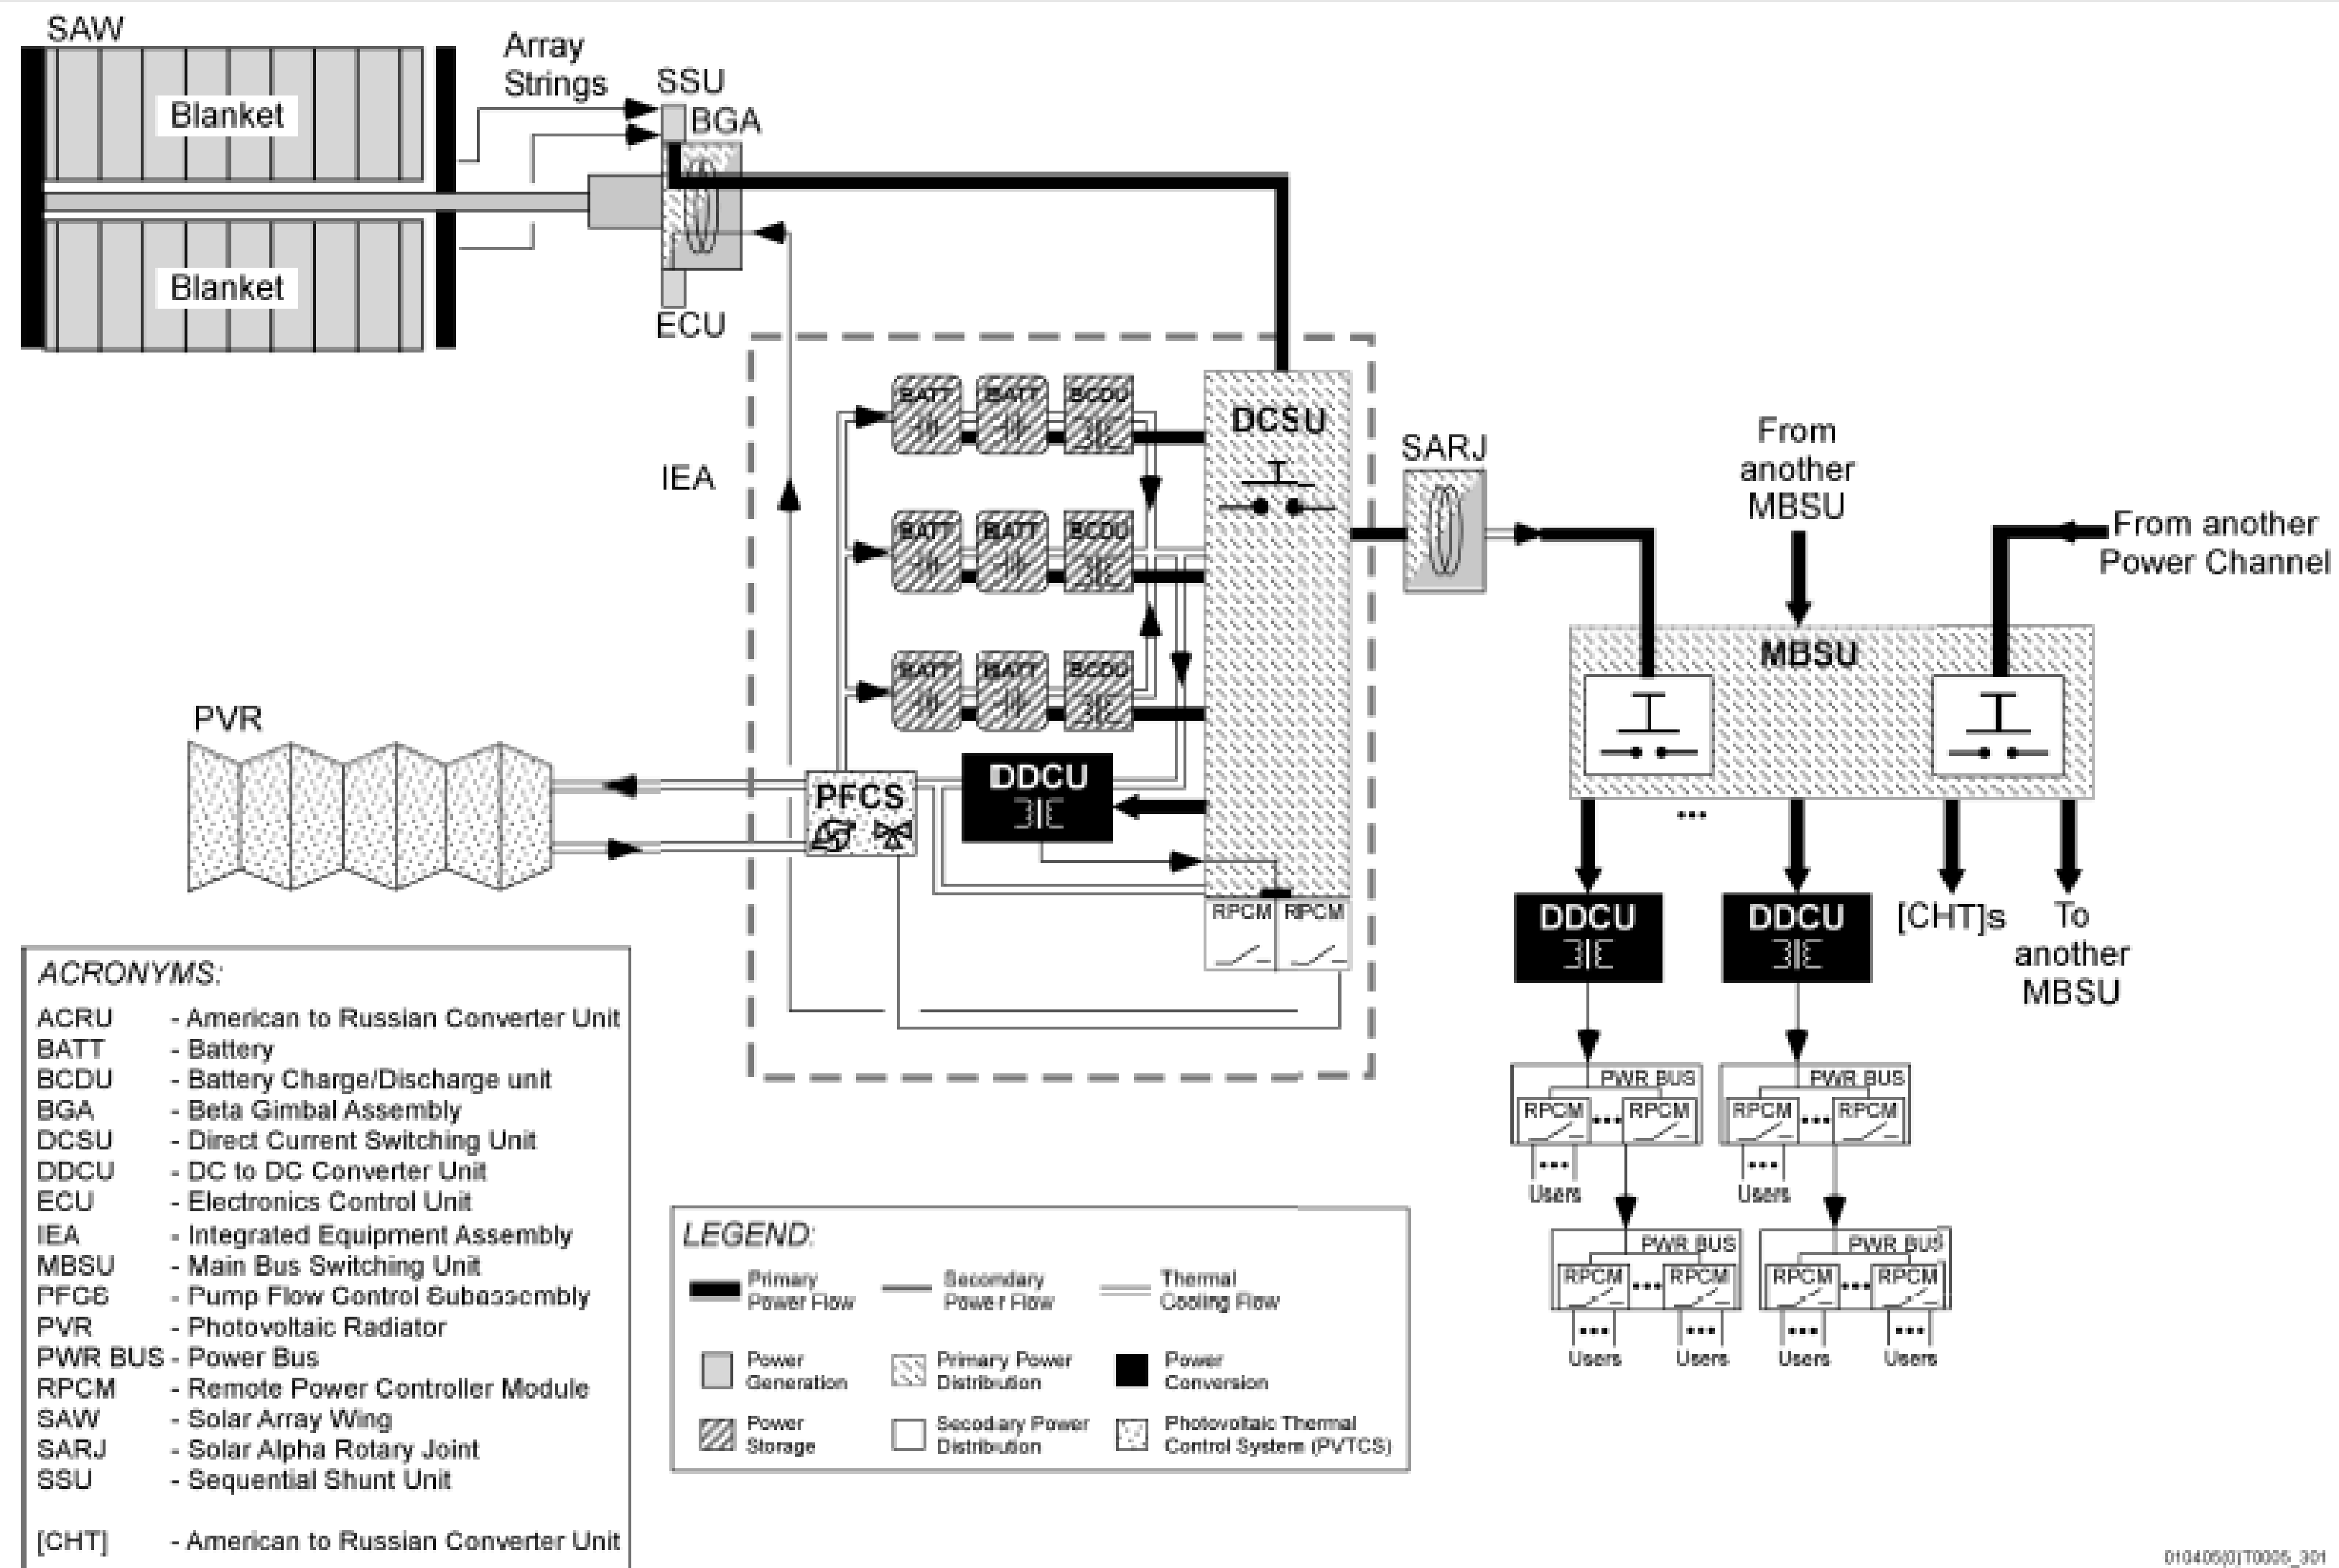 SAW
Array
Strings
SSU
BGA
Blanket
Blanket
ECU
IEA
BATT
BATT
BCDU
DCSU
BATT
BATT
BCDU
BATT
BATT
BCDU
SARJ
From
another
MBSU
From another
Power Channel
MBSU
PVR
PFCS
DDCU
RPCM
RPCM
...
DDCU
DDCU
[CHT]s
To
another
MBSU
PWR BUS
RPCM
...
RPCM
...
Users
PWR BUS
RPCM
...
RPCM
...
Users
PWR BUS
RPCM
...
RPCM
...
Users
...
Users
PWR BUS
RPCM
...
RPCM
...
Users
...
Users
ACRONYMS:
ACRU - American to Russian Converter Unit
BATT - Battery
BCDU - Battery Charge/Discharge unit
BGA - Beta Gimbal Assembly
DCSU - Direct Current Switching Unit
DDCU - DC to DC Converter Unit
ECU - Electronics Control Unit
IEA - Integrated Equipment Assembly
MBSU - Main Bus Switching Unit
PFCS - Pump Flow Control Subassembly
PVR - Photovoltaic Radiator
PWR BUS - Power Bus
RPCM - Remote Power Controller Module
SAW - Solar Array Wing
SARJ - Solar Alpha Rotary Joint
SSU - Sequential Shunt Unit
[CHT] - American to Russian Converter Unit
LEGEND:
Primary
Power Flow
Secondary
Power Flow
Thermal
Cooling Flow
Power
Generation
Primary Power
Distribution
Power
Conversion
Power
Storage
Secodiary Power
Distribution
Photovoltaic Thermal
Control System (PVTCS)
010405(0)T0005_301